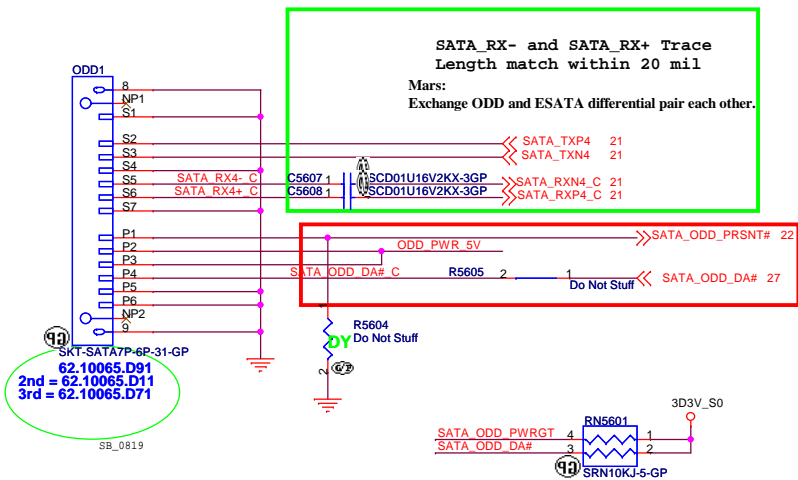 SATA_RX- and SATA_RX+ Trace
Length match within 20 mil
Mars:
Exchange ODD and ESATA differential pair each other.
ODD1
8
NP1
S1
S2 SATA_TXP4 21
S3 SATA_TXN4 21
S4
S5 SATA_RX4-_C C5607 1 SCD01U16V2KX-3GP SATA_RXN4_C 21
S6 SATA_RX4+_C C5608 1 SCD01U16V2KX-3GP SATA_RXP4_C 21
S7
P1 SATA_ODD_PRSNT# 22
P2 ODD_PWR_5V
P3
P4 SATA_ODD_DA#_C R5605 2 1 Do Not Stuff SATA_ODD_DA# 27
P5
P6
NP2
9
SKT-SATA7P-6P-31-GP
62.10065.D91
2nd = 62.10065.D11
3rd = 62.10065.D71
SB_0819
1
R5604
DY Do Not Stuff
2
GP
3D3V_S0
RN5601
SATA_ODD_PWRGT 4 1
SATA_ODD_DA# 3 2
SRN10KJ-5-GP
GP
GP